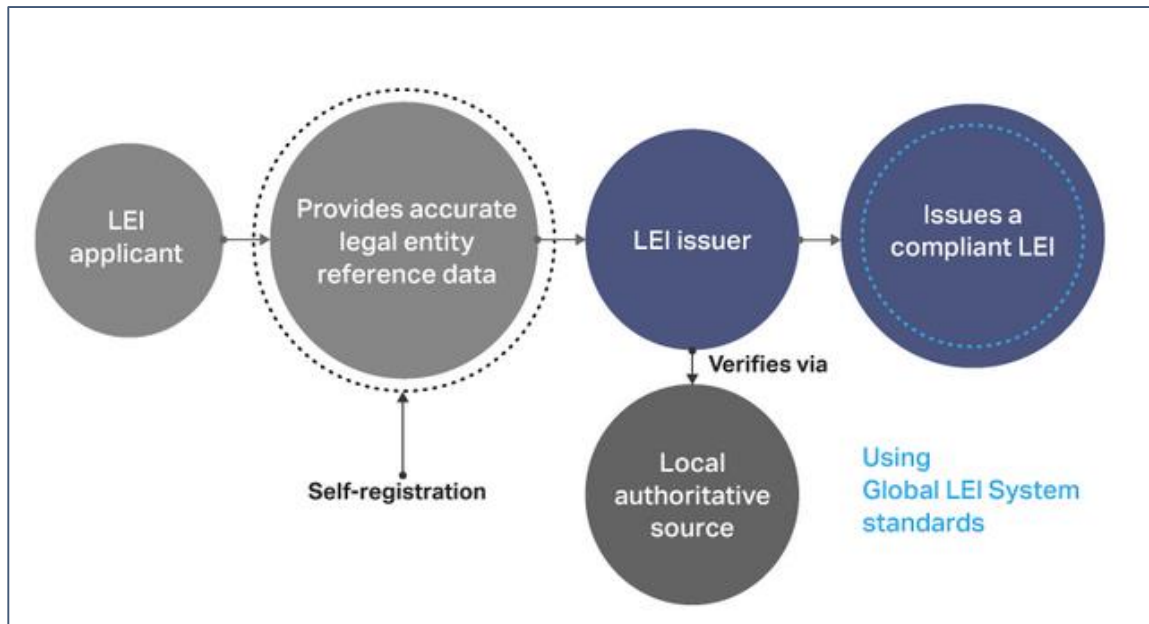 LEI
applicant
Provides accurate
legal entity
reference data
LEI issuer
Issues a
compliant LEI
Verifies via
Self-registration
Local
authoritative
source
Using
Global LEI System
standards